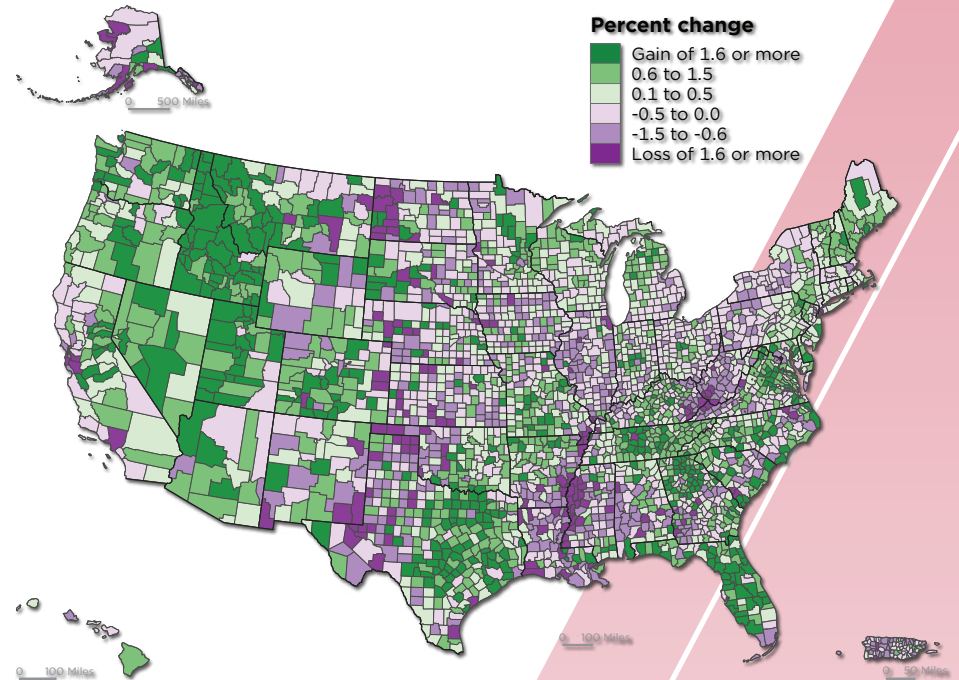 Percent change
Gain of 1.6 or more
0.6 to 1.5
0.1 to 0.5
-0.5 to 0.0
-1.5 to -0.6
Loss of 1.6 or more
0 500 Miles
0 100 Miles
0 100 Miles
0 50 Miles